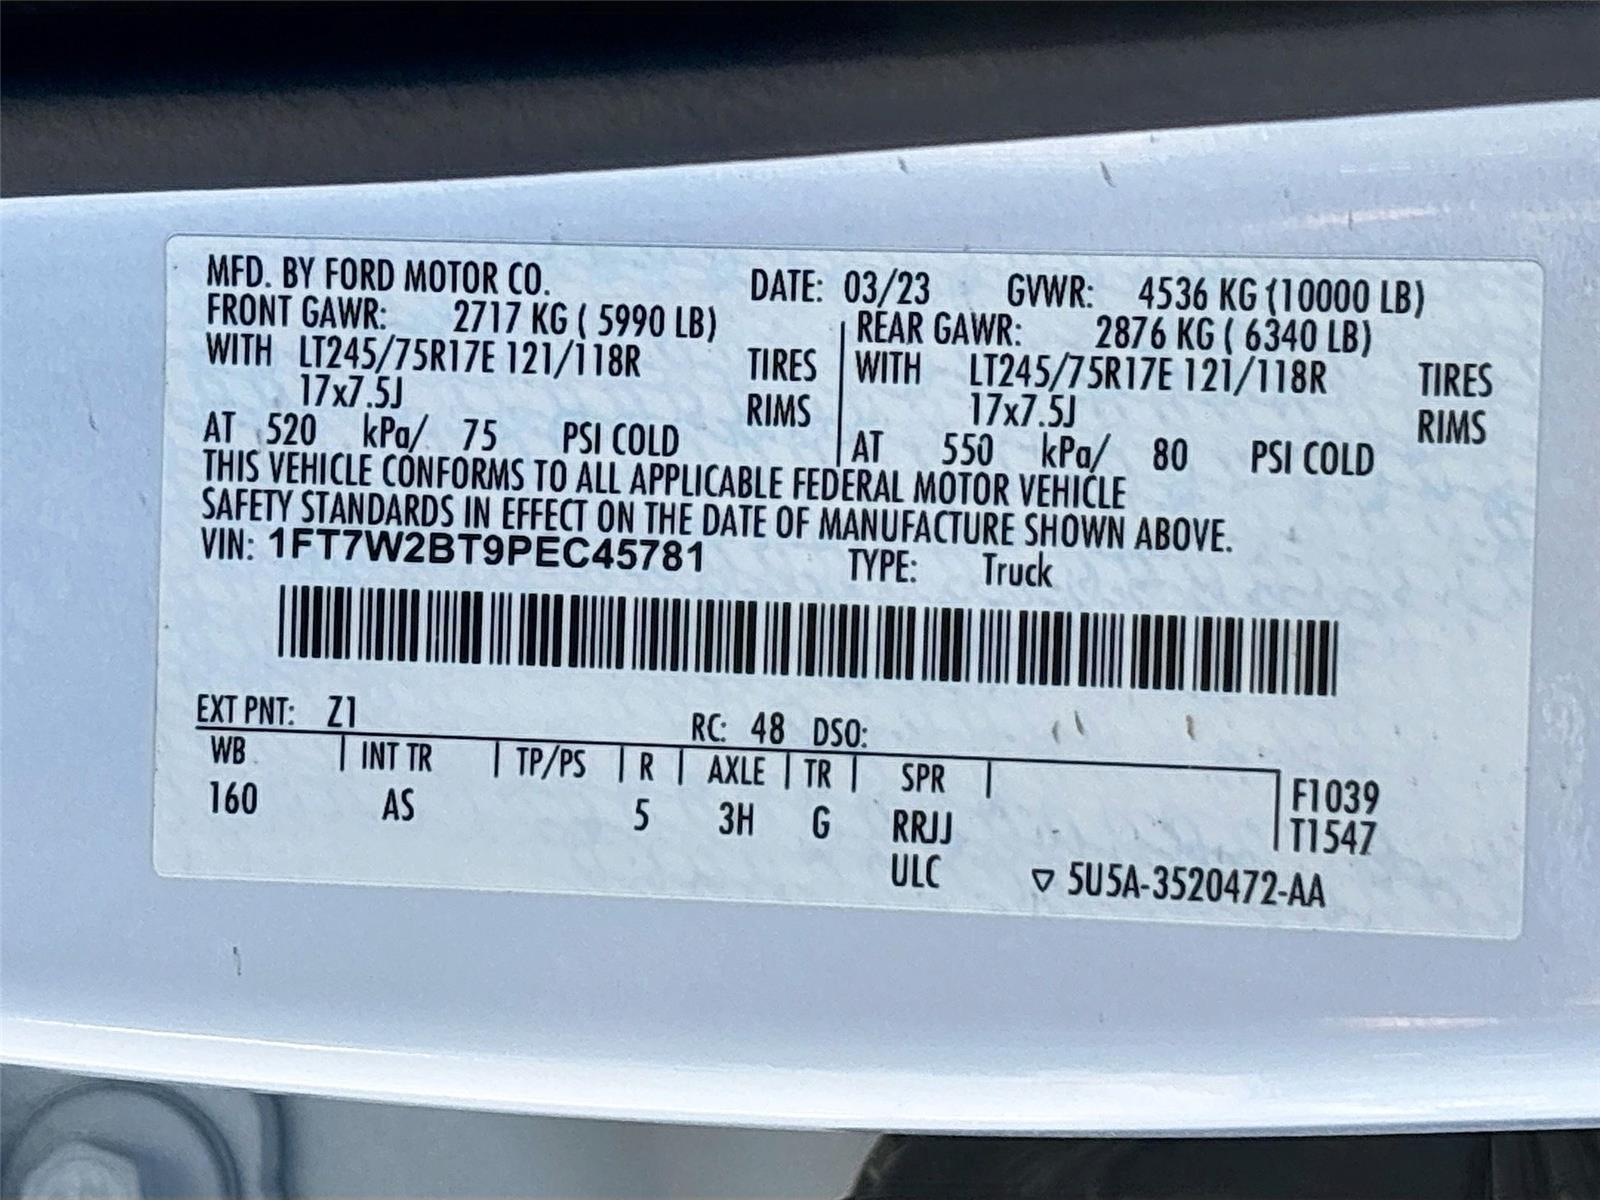 MFD. BY FORD MOTOR CO. DATE: 03/23 GVWR: 4536 KG (10000 LB)
FRONT GAWR: 2717 KG ( 5990 LB) REAR GAWR: 2876 KG ( 6340 LB)
WITH LT245/75R17E 121/118R TIRES WITH LT245/75R17E 121/118R TIRES
17x7.5J RIMS 17x7.5J RIMS
AT 520 kPa/ 75 PSI COLD AT 550 kPa/ 80 PSI COLD
THIS VEHICLE CONFORMS TO ALL APPLICABLE FEDERAL MOTOR VEHICLE
SAFETY STANDARDS IN EFFECT ON THE DATE OF MANUFACTURE SHOWN ABOVE.
VIN: 1FT7W2BT9PEC45781 TYPE: Truck
EXT PNT: Z1 RC: 48 DSO:
WB INT TR TP/PS R AXLE TR SPR F1039
160 AS 5 3H G RRJJ T1547
ULC ▽ 5U5A-3520472-AA